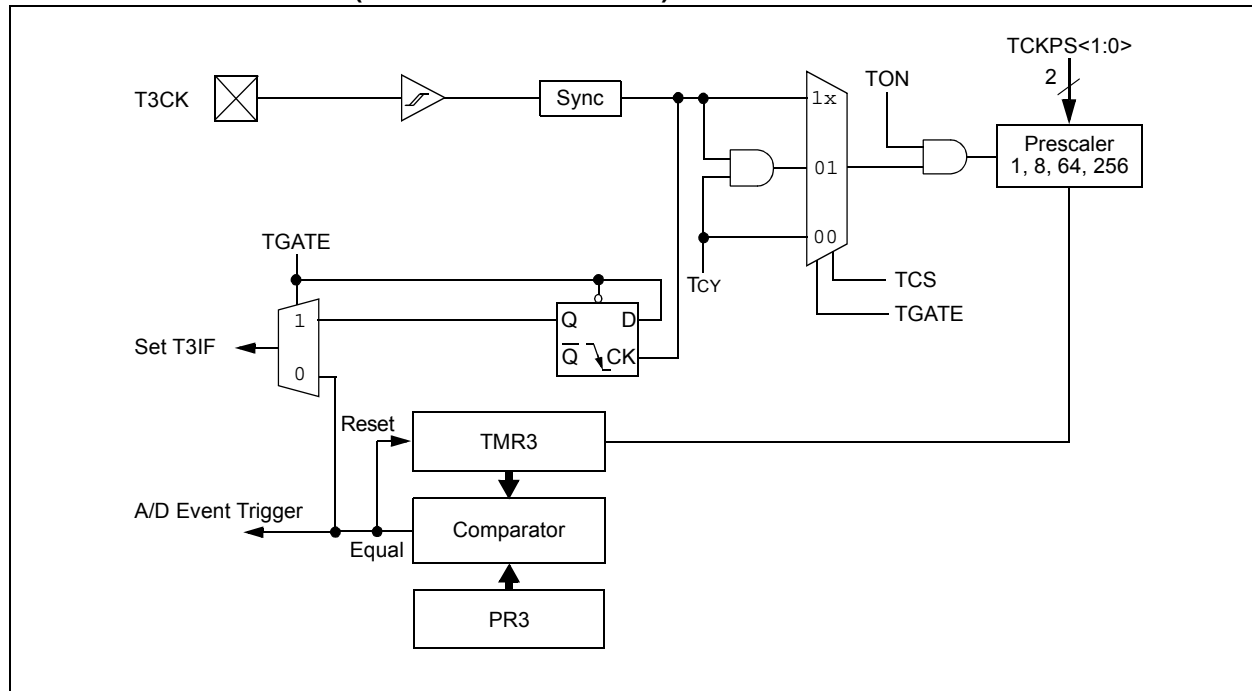 TCKPS<1:0>
2
T3CK
Sync
1x
TON
Prescaler
1, 8, 64, 256
01
00
TCY
TCS
TGATE
TGATE
1
Q
D
Set T3IF
Q
CK
0
Reset
TMR3
A/D Event Trigger
Equal
Comparator
PR3